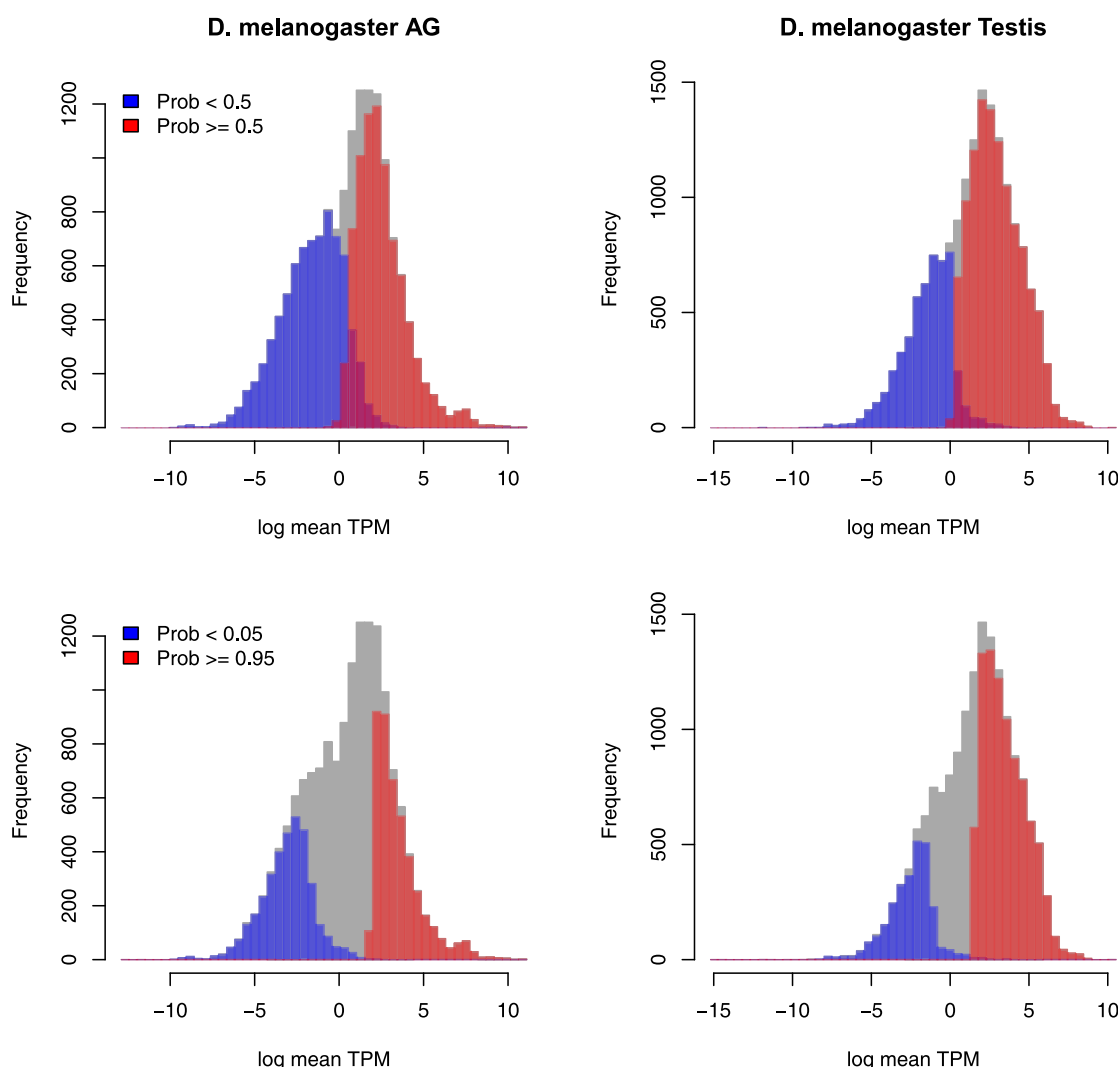 D. melanogaster AG
D. melanogaster Testis
Prob < 0.5
Prob >= 0.5
Frequency
0 200 400 600 800 1200
−10 −5 0 5 10
log mean TPM
Frequency
0 500 1000 1500
−15 −10 −5 0 5 10
log mean TPM
Prob < 0.05
Prob >= 0.95
Frequency
0 200 400 600 800 1200
−10 −5 0 5 10
log mean TPM
Frequency
0 500 1000 1500
−15 −10 −5 0 5 10
log mean TPM